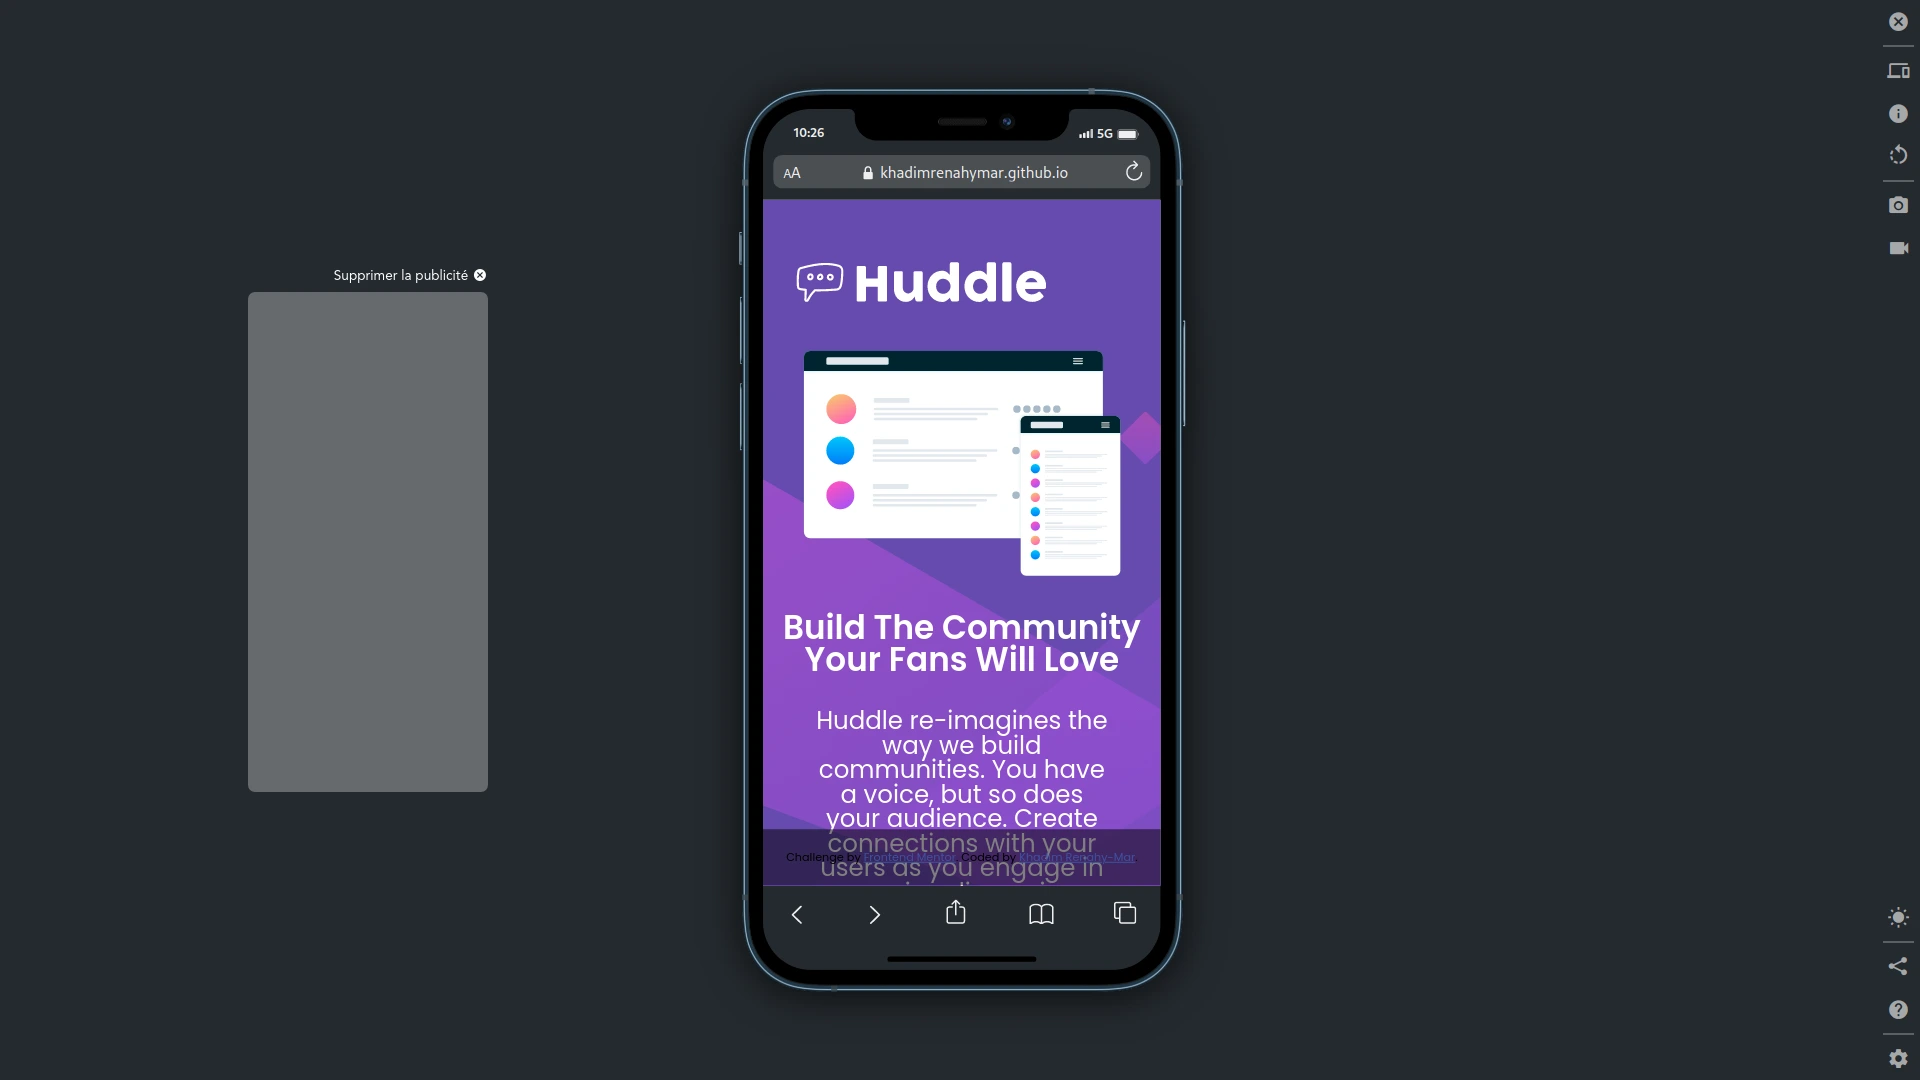 Supprimer la publicité
10:26
5G
AA
khadimrenahymar.github.io
Huddle
Build The Community
Your Fans Will Love
Huddle re-imagines the
way we build
communities. You have
a voice, but so does
your audience. Create
connections with your
Challenge by Frontend Mentor. Coded by Khadim Renahy-Mar.
users as you engage in